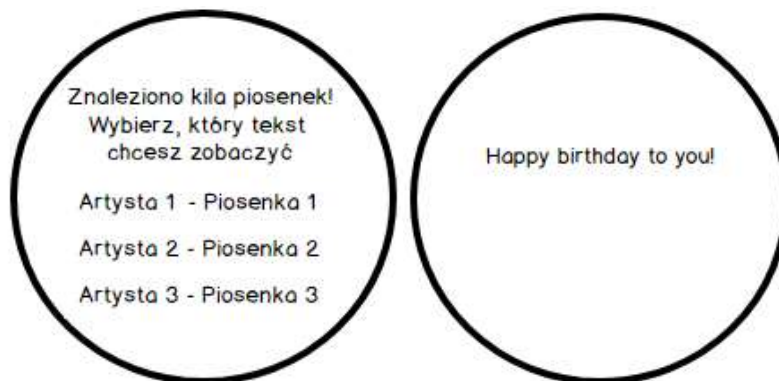 Znaleziono kila piosenek!
Wybierz, który tekst
chcesz zobaczyć
Artysta 1 - Piosenka 1
Artysta 2 - Piosenka 2
Artysta 3 - Piosenka 3
Happy birthday to you!